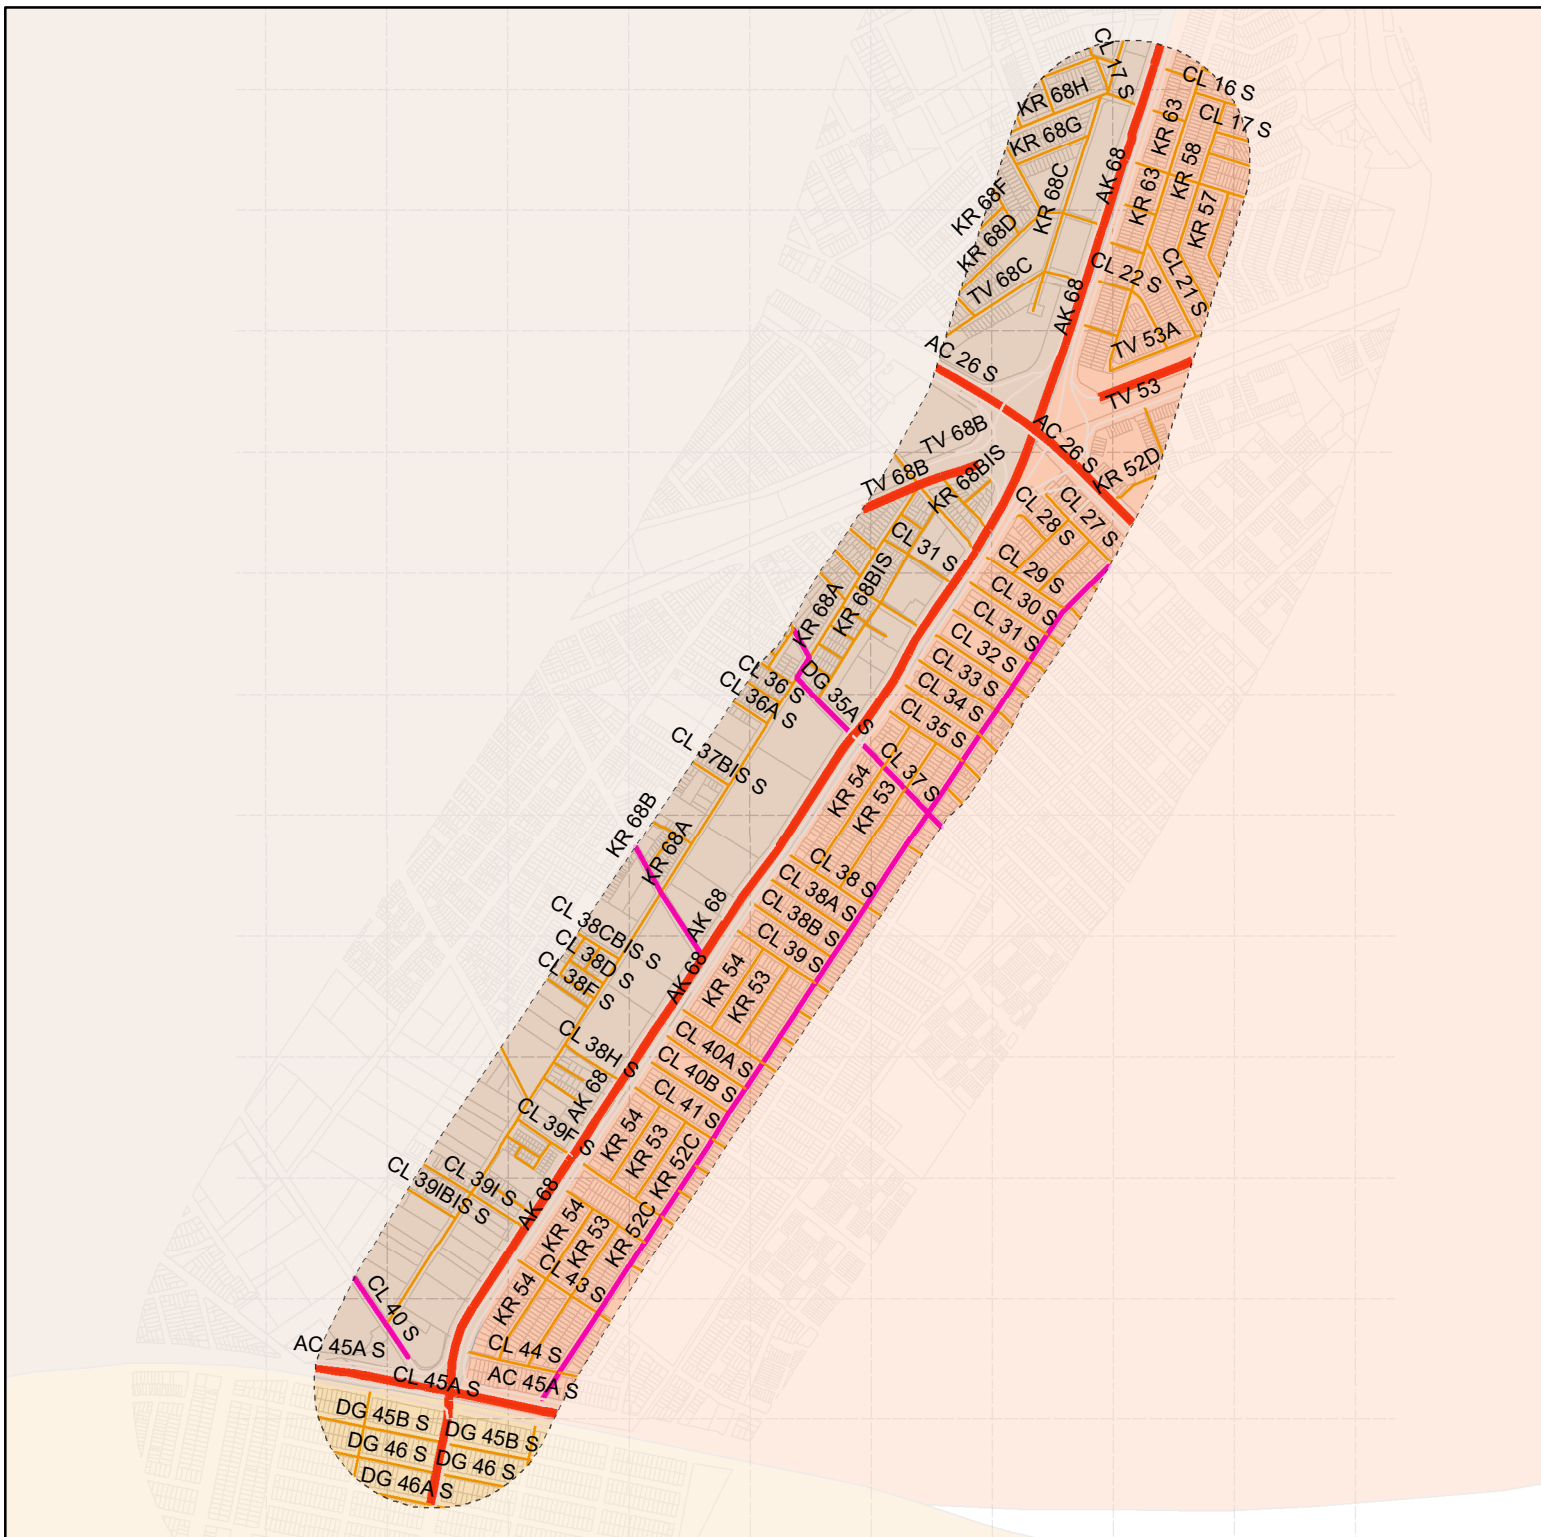 CL 17 S
CL 16 S
KR 68H
CL 17 S
KR 63
KR 68G
KR 58
AK 68
KR 68C
KR 63
KR 68F
KR 57
KR 68D
CL 22 S
CL 21 S
TV 68C
AK 68
TV 53A
AC 26 S
TV 53
TV 68B
AC 26 S
KR 52D
TV 68B
KR 68BIS
CL 27 S
CL 28 S
CL 31 S
CL 29 S
KR 68BIS
KR 68A
CL 30 S
CL 31 S
CL 32 S
CL 33 S
CL 36 S
DG 35A S
CL 34 S
CL 36A S
CL 35 S
CL 37BIS S
CL 37 S
KR 54
KR 53
KR 68B
KR 68A
CL 38 S
CL 38A S
AK 68
CL 38B S
CL 38CBIS S
CL 39 S
CL 38D S
AK 68
KR 54
CL 38F S
KR 53
CL 38H S
CL 40A S
CL 40B S
AK 68
CL 41 S
CL 39F S
KR 54
KR 53
KR 52C
CL 39I S
CL 39IBIS S
AK 68
KR 54
KR 53
KR 52C
CL 43 S
KR 54
CL 40 S
AC 45A S
CL 44 S
CL 45A S
AC 45A S
DG 45B S
DG 45B S
DG 46 S
DG 46 S
DG 46A S